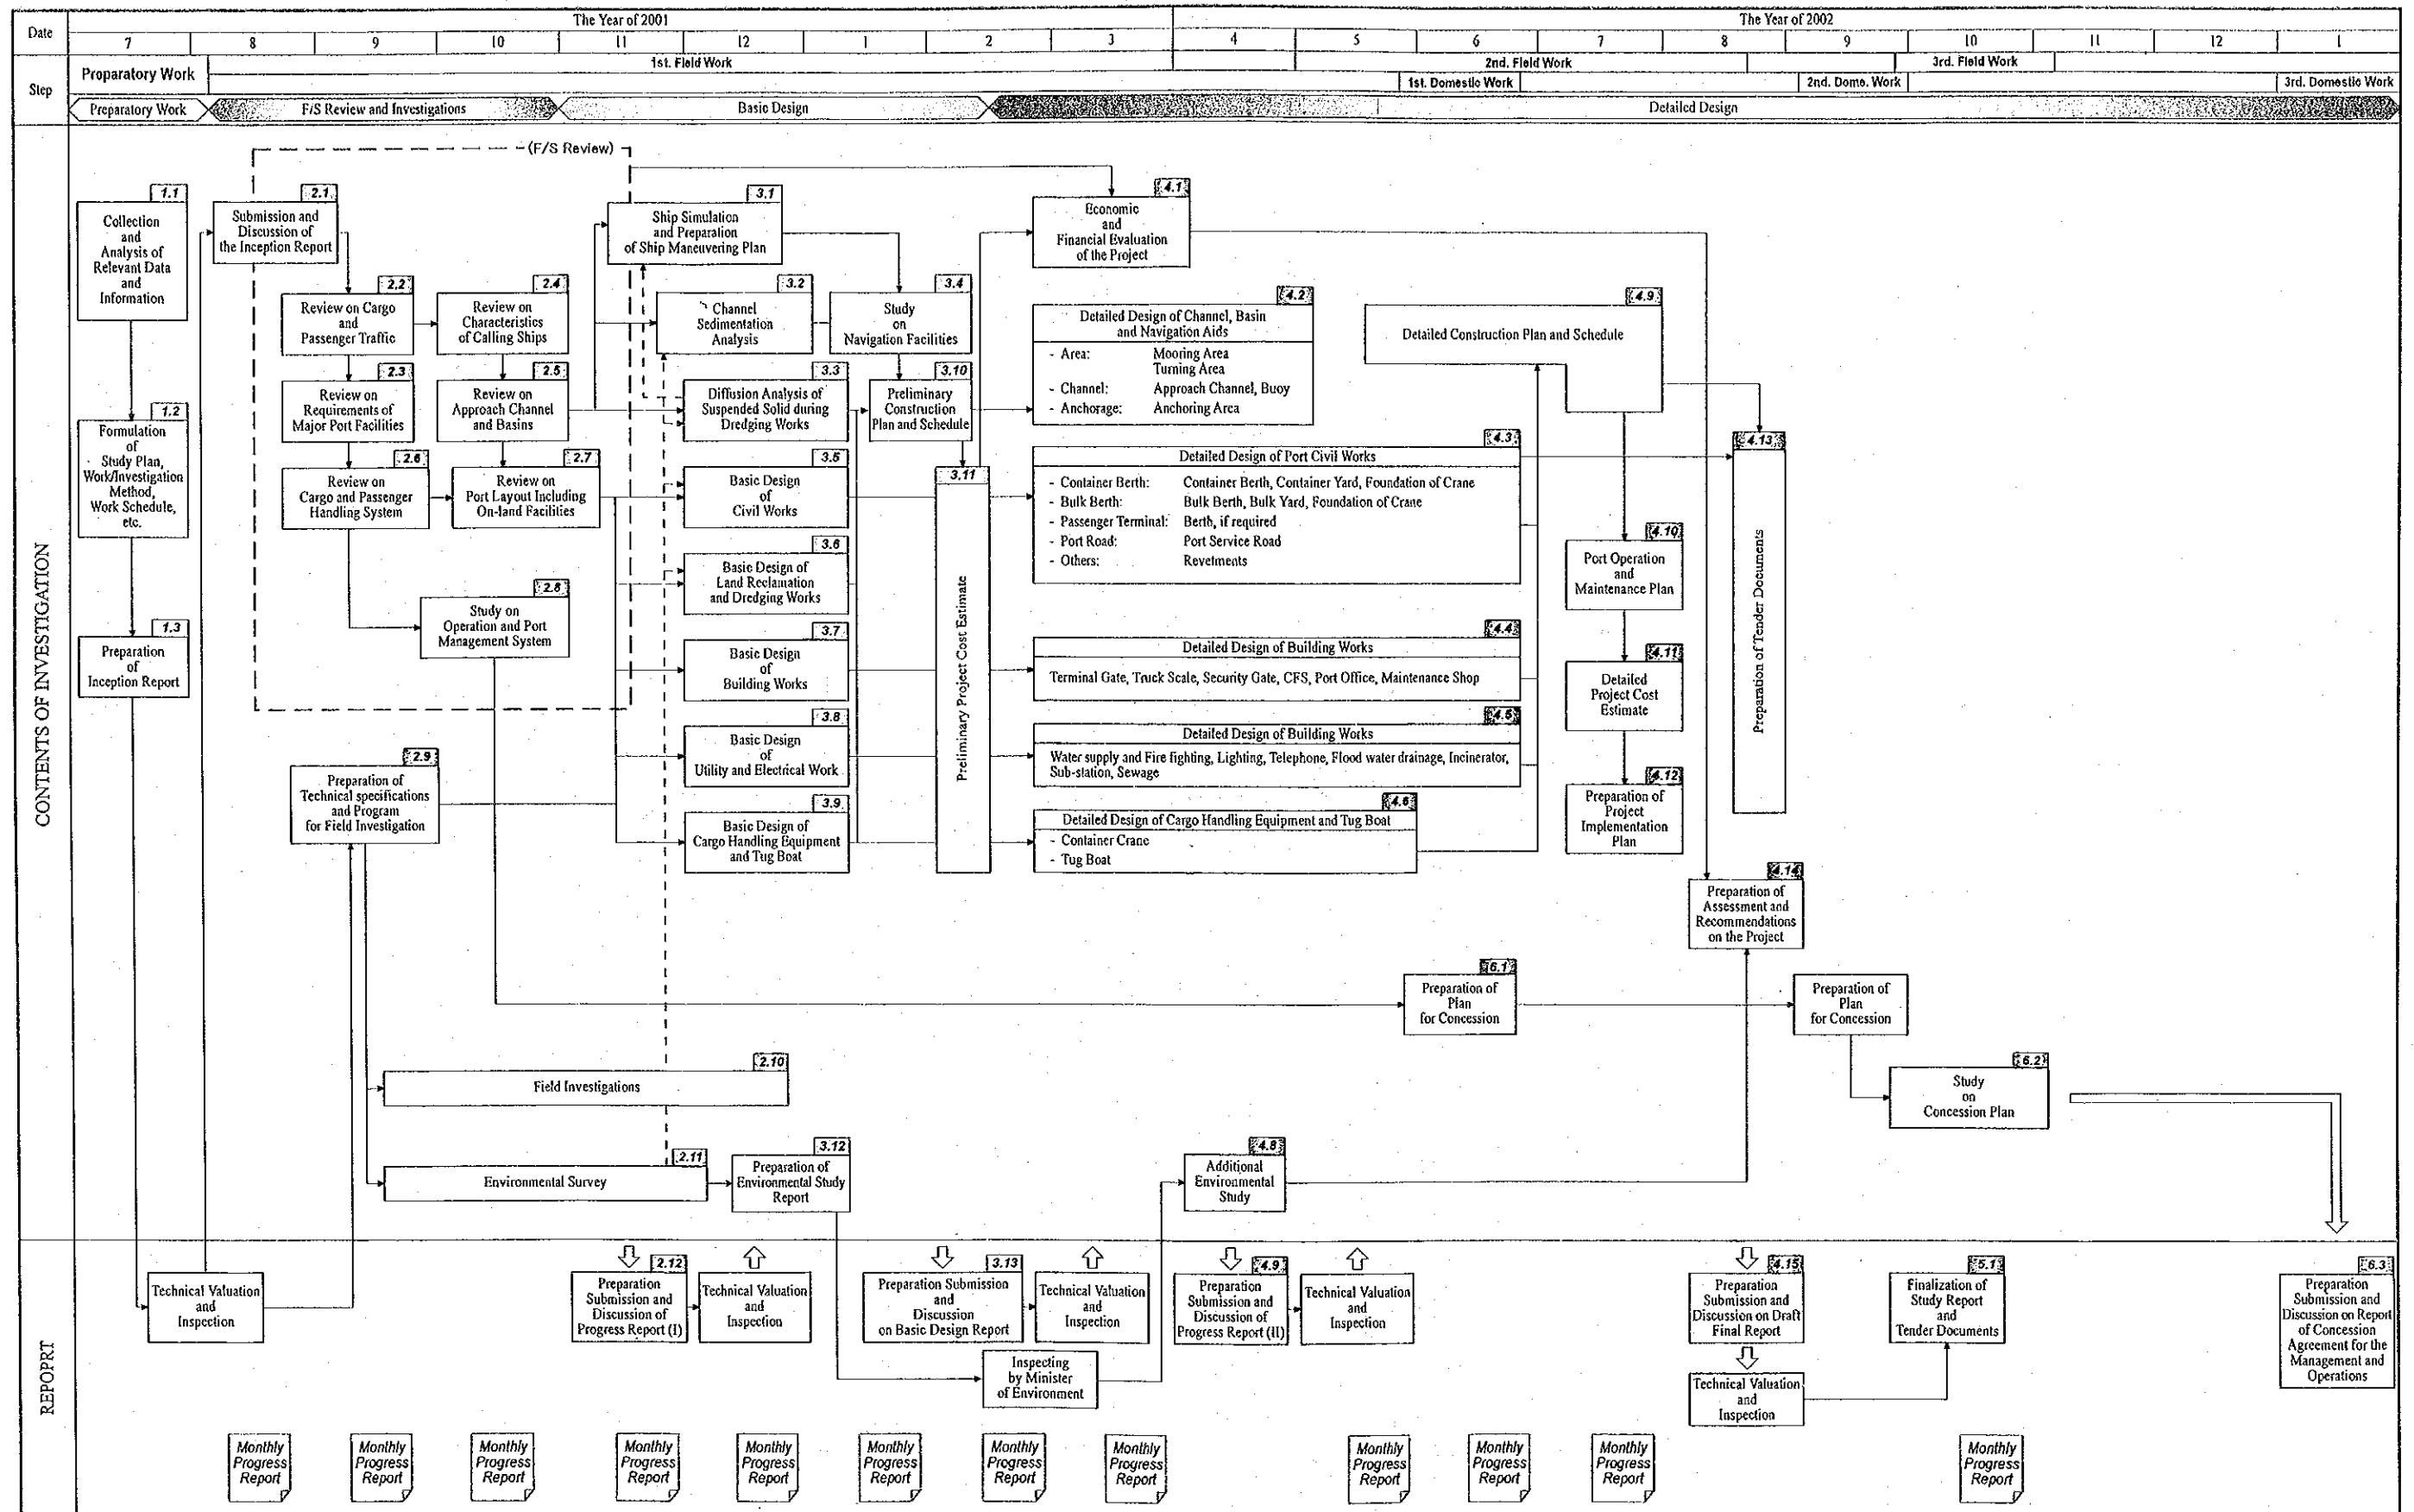 Date
The Year of 2001
The Year of 2002
7
8
9
10
11
12
1
2
3
4
5
6
7
8
9
10
11
12
1
Step
Proparatory Work
1st. Field Work
2nd. Field Work
3rd. Field Work
1st. Domestic Work
2nd. Dome. Work
3rd. Domestic Work
Preparatory Work
F/S Review and Investigations
Basic Design
Detailed Design
CONTENTS OF INVESTIGATION
(F/S Review)
1.1
Collection
and
Analysis of
Relevant Data
and
Information
1.2
Formulation
of
Study Plan,
Work/Investigation
Method,
Work Schedule,
etc.
1.3
Preparation
of
Inception Report
2.1
Submission and
Discussion of
the Inception Report
2.2
Review on Cargo
and
Passenger Traffic
2.3
Review on
Requirements of
Major Port Facilities
2.4
Review on
Characteristics
of Calling Ships
2.5
Review on
Approach Channel
and Basins
2.6
Review on
Cargo and Passenger
Handling System
2.7
Review on
Port Layout Including
On-land Facilities
2.8
Study on
Operation and Port
Management System
2.9
Preparation of
Technical specifications
and Program
for Field Investigation
2.10
Field Investigations
2.11
Environmental Survey
3.1
Ship Simulation
and Preparation
of Ship Maneuvering Plan
3.2
Channel
Sedimentation
Analysis
3.3
Diffusion Analysis of
Suspended Solid during
Dredging Works
3.4
Study
on
Navigation Facilities
3.10
Preliminary
Construction
Plan and Schedule
3.5
Basic Design
of
Civil Works
3.6
Basic Design of
Land Reclamation
and Dredging Works
3.7
Basic Design
of
Building Works
3.8
Basic Design
of
Utility and Electrical Work
3.9
Basic Design of
Cargo Handling Equipment
and Tug Boat
3.11
Preliminary Project Cost Estimate
3.12
Preparation of
Environmental Study
Report
4.1
Economic
and
Financial Evaluation
of the Project
4.2
Detailed Design of Channel, Basin
and Navigation Aids
- Area: Mooring Area
Turning Area
- Channel: Approach Channel, Buoy
- Anchorage: Anchoring Area
4.3
Detailed Design of Port Civil Works
- Container Berth: Container Berth, Container Yard, Foundation of Crane
- Bulk Berth: Bulk Berth, Bulk Yard, Foundation of Crane
- Passenger Terminal: Berth, if required
- Port Road: Port Service Road
- Others: Revetments
4.4
Detailed Design of Building Works
Terminal Gate, Truck Scale, Security Gate, CFS, Port Office, Maintenance Shop
4.5
Detailed Design of Building Works
Water supply and Fire fighting, Lighting, Telephone, Flood water drainage, Incinerator,
Sub-station, Sewage
4.6
Detailed Design of Cargo Handling Equipment and Tug Boat
- Container Crane
- Tug Boat
4.8
Additional
Environmental
Study
4.9
Detailed Construction Plan and Schedule
4.10
Port Operation
and
Maintenance Plan
4.11
Detailed
Project Cost
Estimate
4.12
Preparation of
Project
Implementation
Plan
4.13
Preparation of Tender Documents
4.14
Preparation of
Assessment and
Recommendations
on the Project
6.1
Preparation of
Plan
for Concession
Preparation of
Plan
for Concession
6.2
Study
on
Concession Plan
REPOPRT
Technical Valuation
and
Inspection
2.12
Preparation
Submission and
Discussion of
Progress Report (I)
Technical Valuation
and
Inspection
3.13
Preparation Submission
and
Discussion
on Basic Design Report
Technical Valuation
and
Inspection
Inspecting
by Minister
of Environment
4.9
Preparation
Submission and
Discussion of
Progress Report (II)
Technical Valuation
and
Inspection
4.15
Preparation
Submission and
Discussion on Draft
Final Report
Technical Valuation
and
Inspection
5.1
Finalization of
Study Report
and
Tender Documents
6.3
Preparation
Submission and
Discussion on Report
of Concession
Agreement for the
Management and
Operations
Monthly
Progress
Report
Monthly
Progress
Report
Monthly
Progress
Report
Monthly
Progress
Report
Monthly
Progress
Report
Monthly
Progress
Report
Monthly
Progress
Report
Monthly
Progress
Report
Monthly
Progress
Report
Monthly
Progress
Report
Monthly
Progress
Report
Monthly
Progress
Report